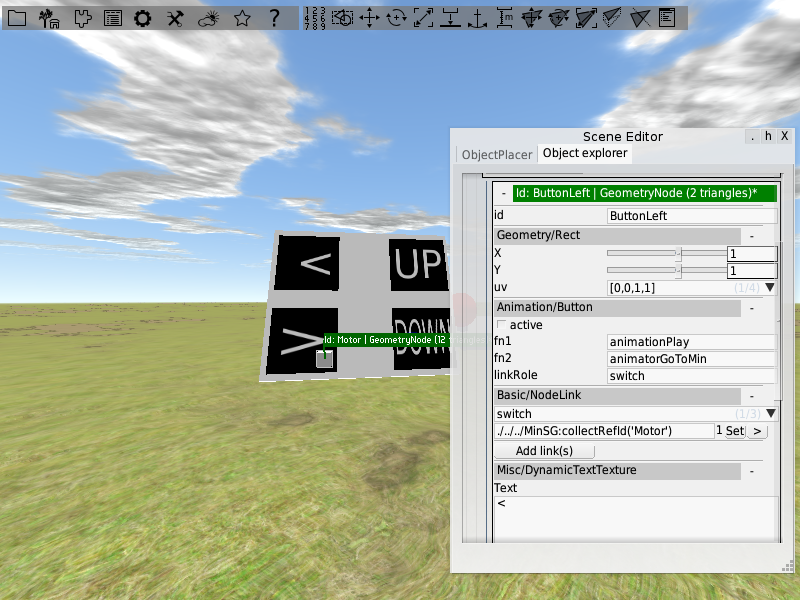 ?
1 2 3
4 5 6
7 8 9
Scene Editor
. h X
ObjectPlacer Object explorer
- Id: ButtonLeft | GeometryNode (2 triangles)*
id ButtonLeft
Geometry/Rect -
X 1
Y 1
uv [0,0,1,1] (1/4)
Animation/Button -
active
fn1 animationPlay
fn2 animatorGoToMin
linkRole switch
Basic/NodeLink -
switch (1/3)
./../../MinSG:collectRefId('Motor') 1 Set >
Add link(s)
Misc/DynamicTextTexture -
Text
<
< UP
> DOWN
Id: Motor | GeometryNode (12 triangles